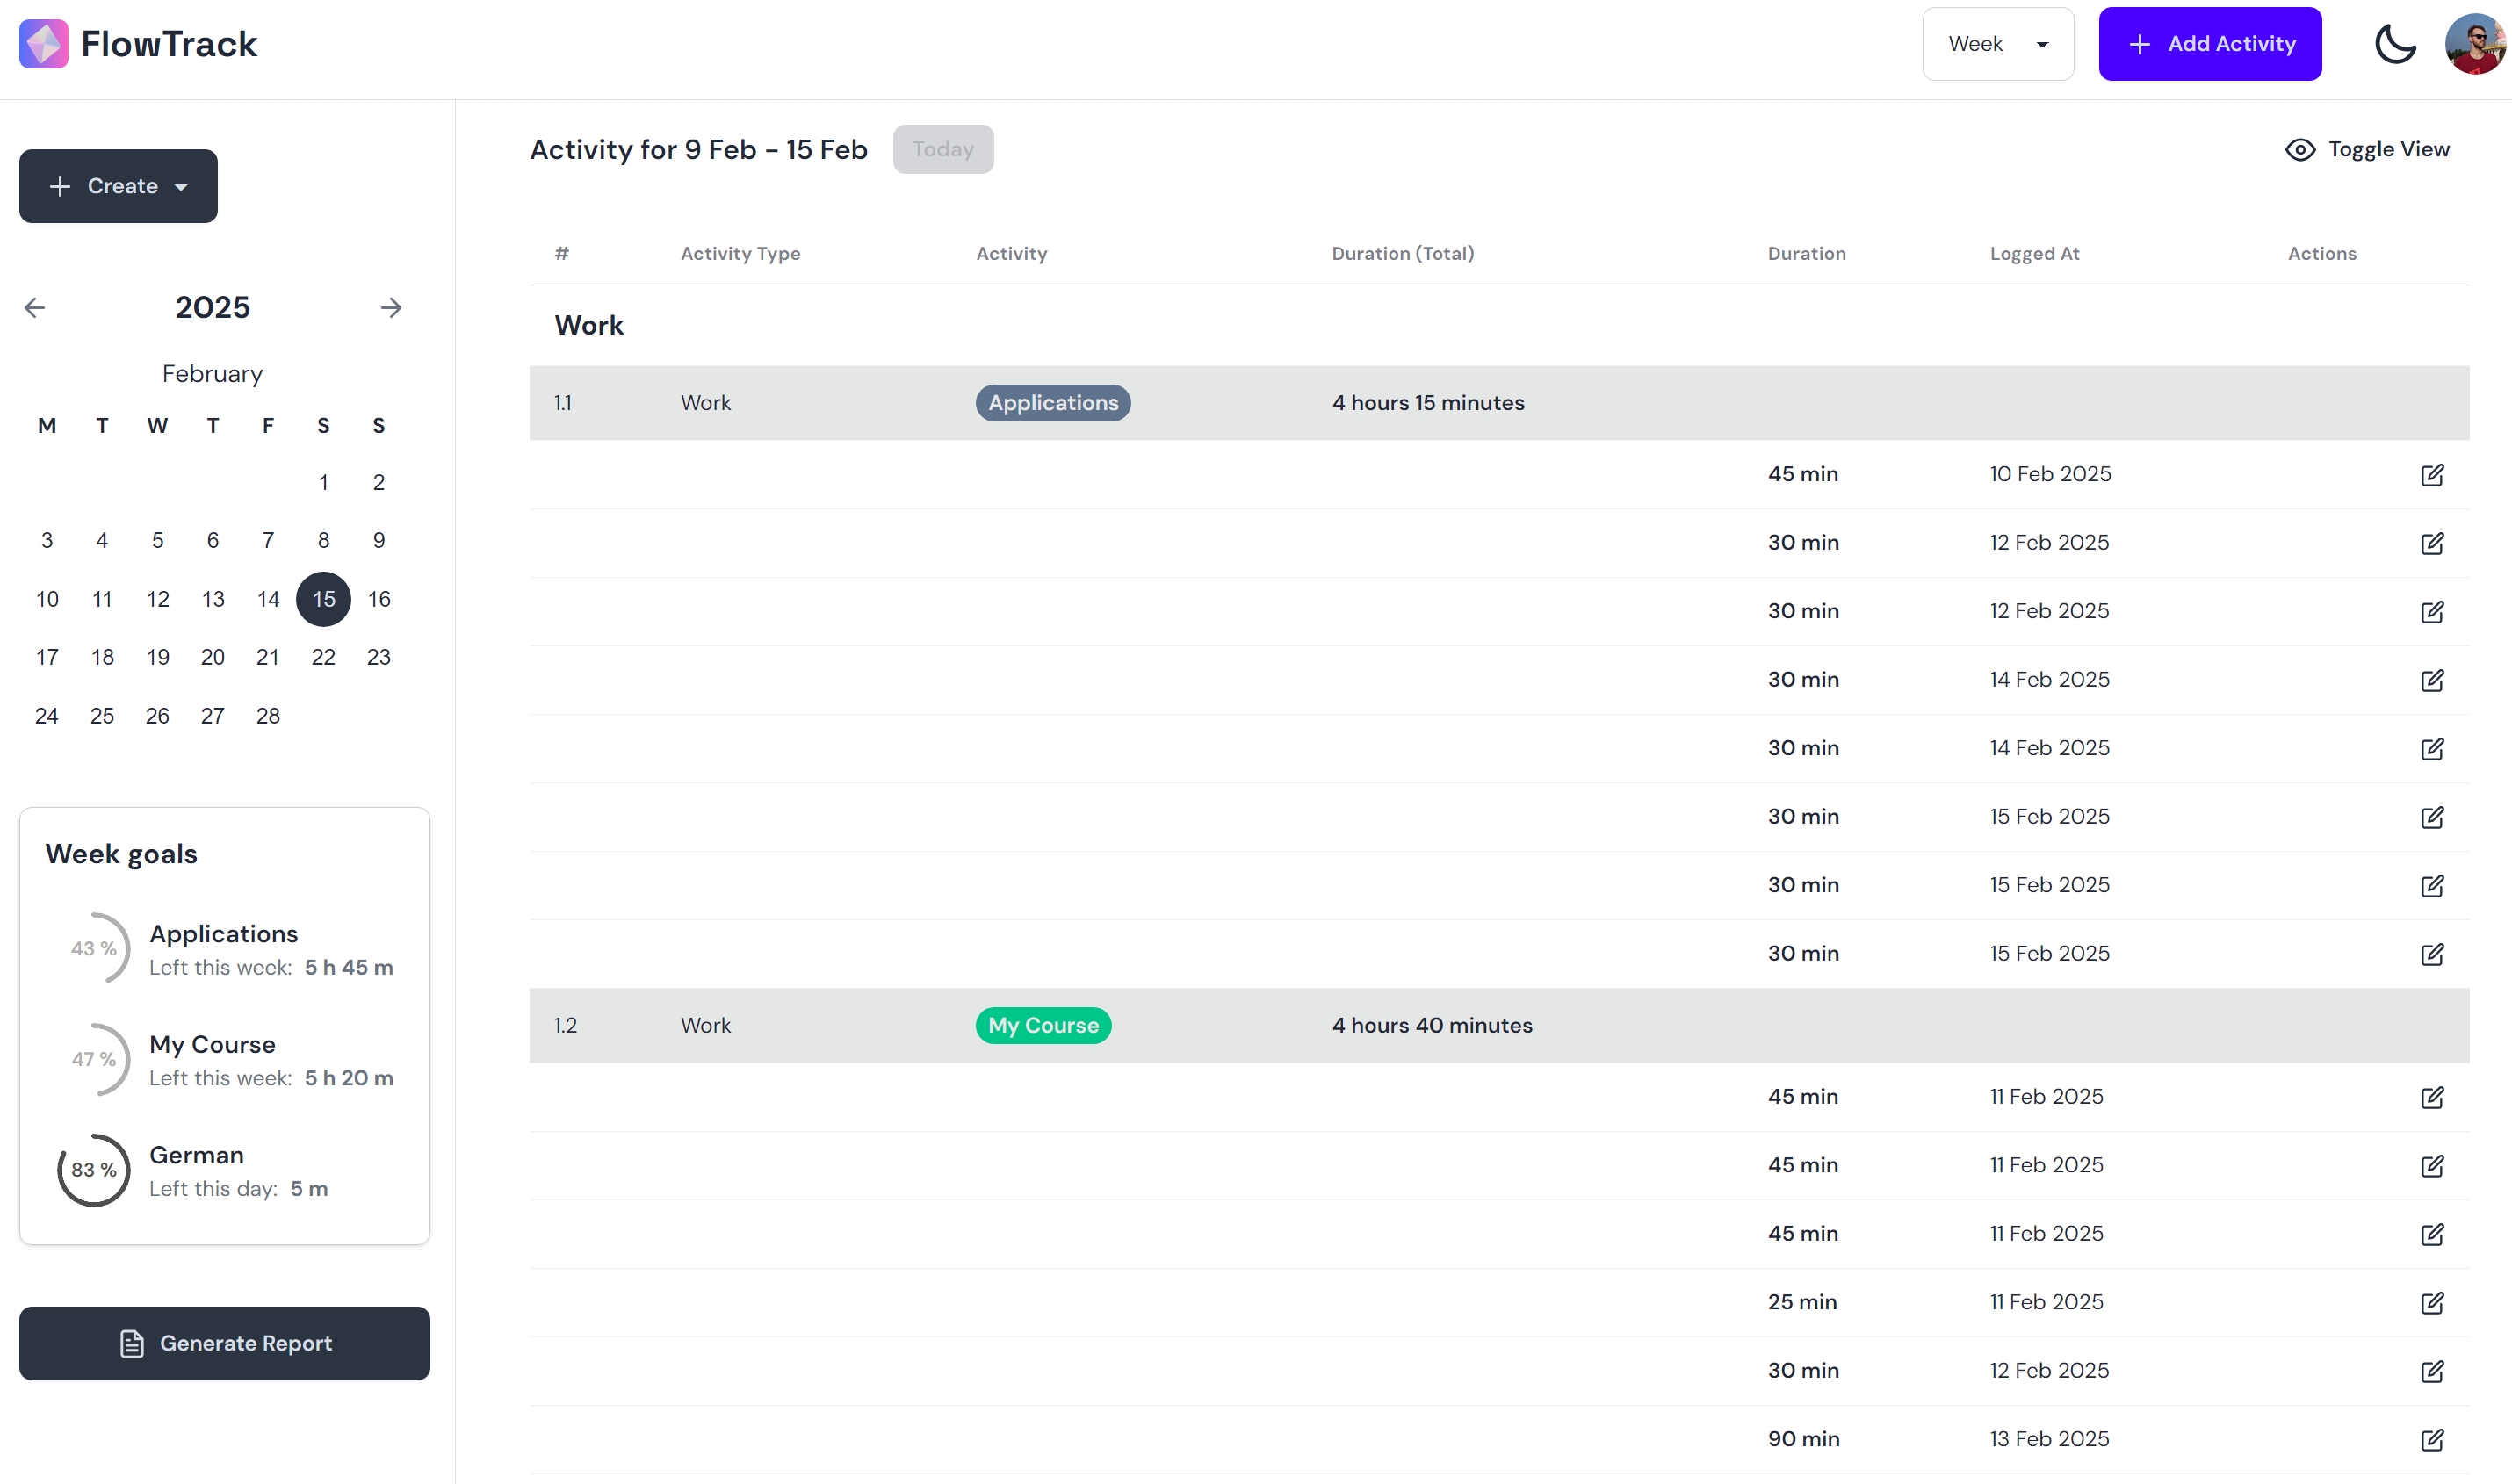 FlowTrack
Week
Add Activity
Create
2025
February
M T W T F S S
1 2
3 4 5 6 7 8 9
10 11 12 13 14 15 16
17 18 19 20 21 22 23
24 25 26 27 28
Week goals
43 %
Applications
Left this week: 5 h 45 m
47 %
My Course
Left this week: 5 h 20 m
83 %
German
Left this day: 5 m
Generate Report
Activity for 9 Feb - 15 Feb
Today
Toggle View
# Activity Type Activity Duration (Total) Duration Logged At Actions
Work
1.1 Work Applications 4 hours 15 minutes
45 min 10 Feb 2025
30 min 12 Feb 2025
30 min 12 Feb 2025
30 min 14 Feb 2025
30 min 14 Feb 2025
30 min 15 Feb 2025
30 min 15 Feb 2025
30 min 15 Feb 2025
1.2 Work My Course 4 hours 40 minutes
45 min 11 Feb 2025
45 min 11 Feb 2025
45 min 11 Feb 2025
25 min 11 Feb 2025
30 min 12 Feb 2025
90 min 13 Feb 2025